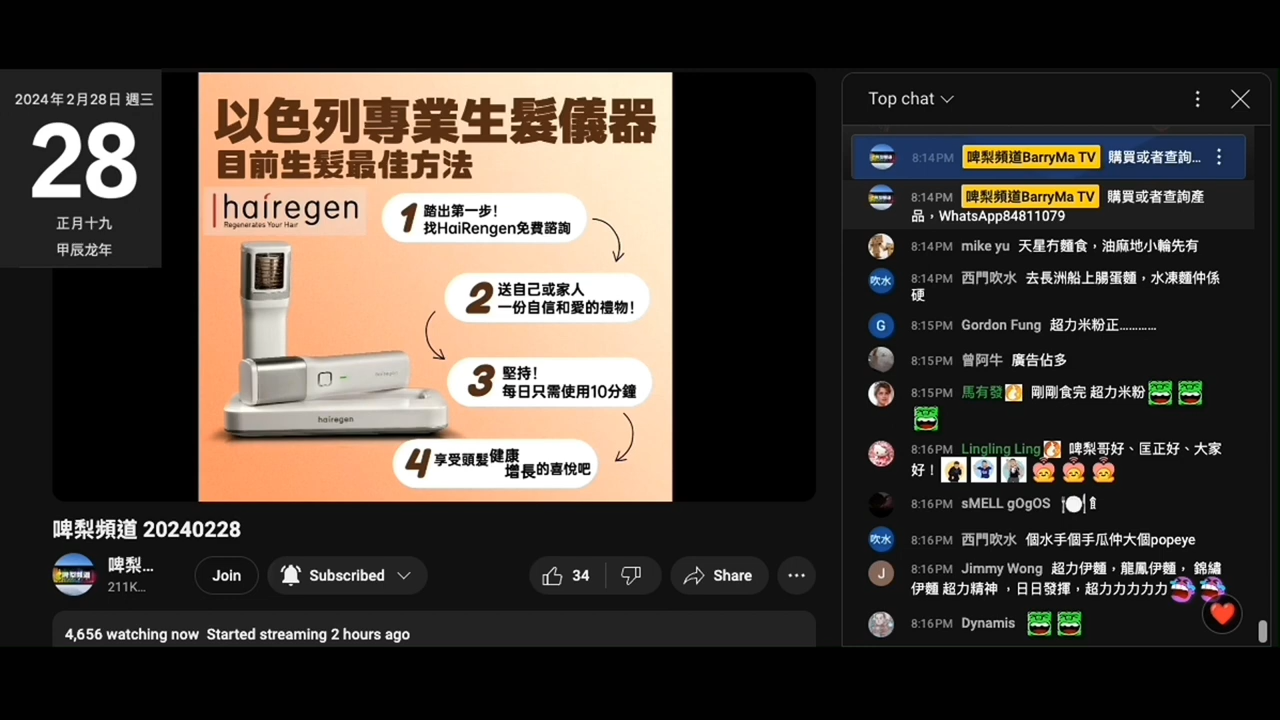 2024年2月28日 週三
28
正月十九
甲辰龙年
以色列專業生髮儀器
目前生髮最佳方法
hairegen
Regenerates Your Hair
1 踏出第一步!
找HaiRengen免費諮詢
2 送自己或家人
一份自信和愛的禮物!
3 堅持!
每日只需使用10分鐘
hairegen
4 享受頭髮健康
增長的喜悅吧
啤梨頻道 20240228
啤梨...
211K...
Join
Subscribed
34
Share
4,656 watching now Started streaming 2 hours ago
Top chat
8:14PM 啤梨頻道BarryMa TV 購買或者查詢...
8:14PM 啤梨頻道BarryMa TV 購買或者查詢產
品，WhatsApp84811079
8:14PM mike yu 天星冇麵食，油麻地小輪先有
8:14PM 西門吹水 去長洲船上腸蛋麵，水凍麵仲係
硬
8:15PM Gordon Fung 超力米粉正…………
8:15PM 曾阿牛 廣告佔多
8:15PM 馬有發 剛剛食完 超力米粉
8:16PM Lingling Ling 啤梨哥好、匡正好、大家
好！
8:16PM sMELL gOgOS
吹水
8:16PM 西門吹水 個水手個手瓜仲大個popeye
8:16PM Jimmy Wong 超力伊麵，龍鳳伊麵， 錦繡
伊麵 超力精神 ，日日發揮，超力力力力力
8:16PM Dynamis